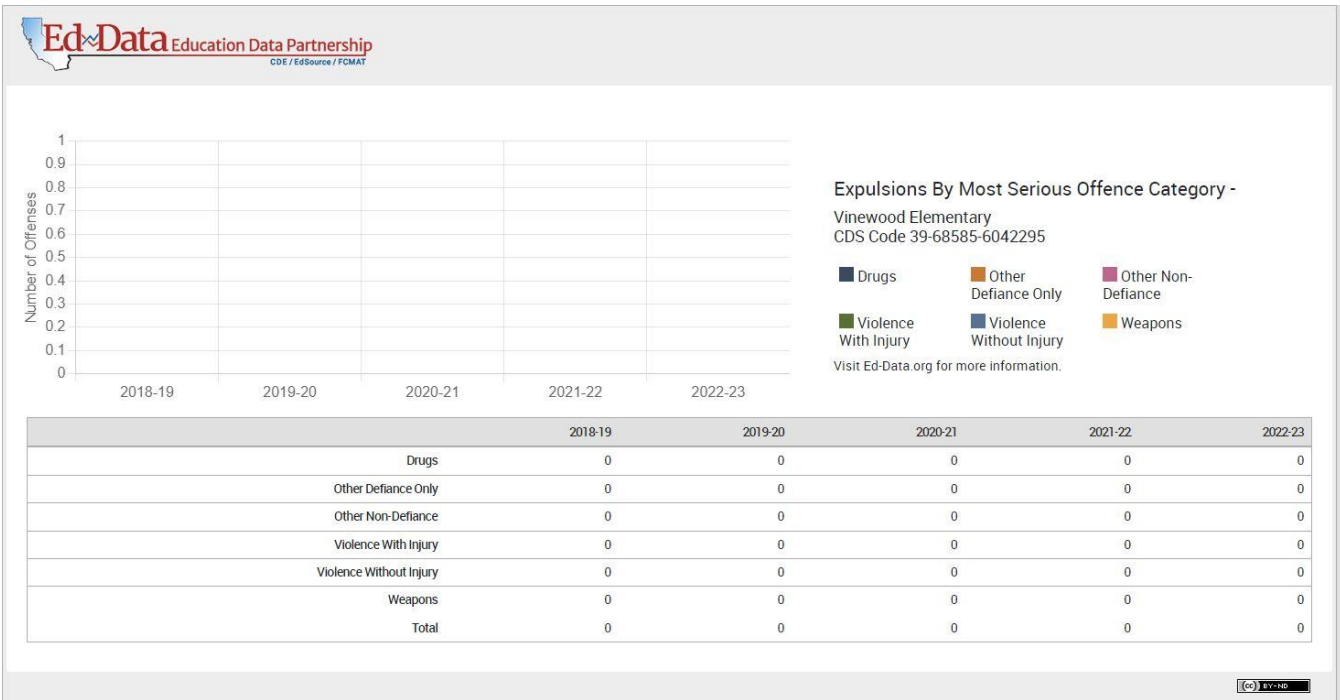 Ed Data Education Data Partnership
CDE / EdSource / FCMAT
Number of Offenses
1
0.9
0.8
0.7
0.6
0.5
0.4
0.3
0.2
0.1
0
2018-19 2019-20 2020-21 2021-22 2022-23
Expulsions By Most Serious Offence Category -
Vinewood Elementary
CDS Code 39-68585-6042295
Drugs Other Other Non-
Defiance Only Defiance
Violence Violence Weapons
With Injury Without Injury
Visit Ed-Data.org for more information.
2018-19 2019-20 2020-21 2021-22 2022-23
Drugs 0 0 0 0 0
Other Defiance Only 0 0 0 0 0
Other Non-Defiance 0 0 0 0 0
Violence With Injury 0 0 0 0 0
Violence Without Injury 0 0 0 0 0
Weapons 0 0 0 0 0
Total 0 0 0 0 0
(cc) BY-ND